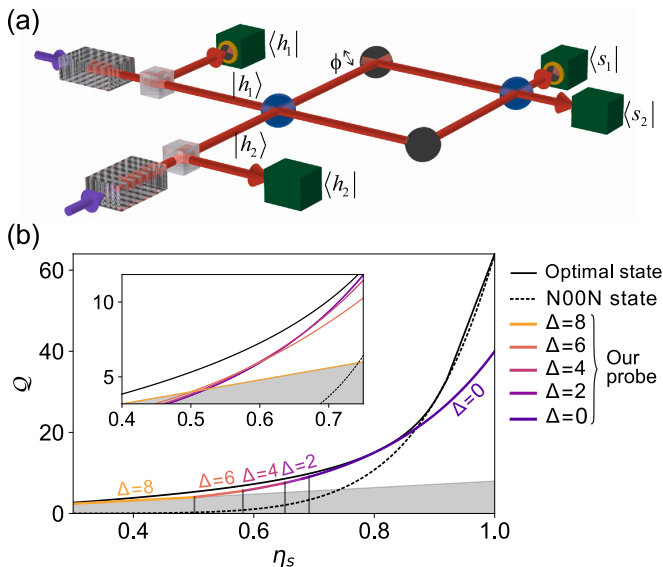 (a)
⟨h₁|
|h₁⟩
ϕ
⟨s₁|
⟨s₂|
|h₂⟩
⟨h₂|
(b)
60
40
20
0
𝒬
10
5
0.4 0.5 0.6 0.7
Δ=8
Δ=6
Δ=4
Δ=2
Δ=0
0.4 0.6 0.8 1.0
ηₛ
Optimal state
N00N state
Δ=8
Δ=6
Δ=4
Δ=2
Δ=0
Our
probe